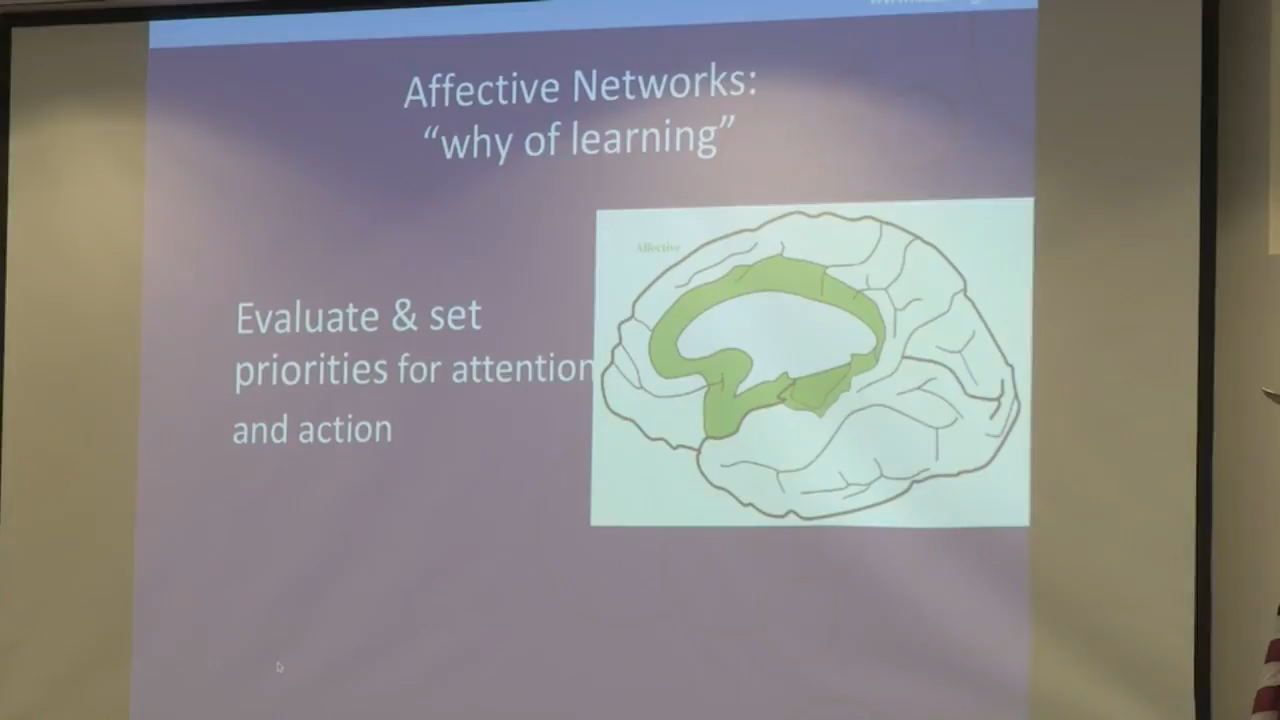 Affective Networks:
“why of learning”
Affective
Evaluate & set
priorities for attention
and action